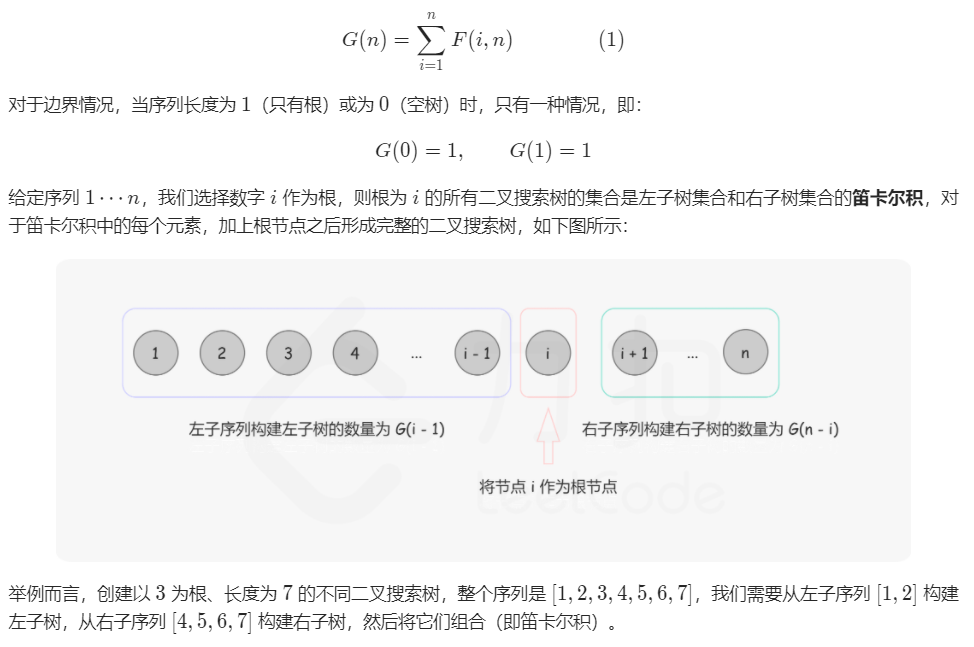 G(n) = ∑_{i=1}^{n} F(i, n) (1)
对于边界情况，当序列长度为 1（只有根）或为 0（空树）时，只有一种情况，即：
G(0) = 1, G(1) = 1
给定序列 1⋯n，我们选择数字 i 作为根，则根为 i 的所有二叉搜索树的集合是左子树集合和右子树集合的笛卡尔积，对
于笛卡尔积中的每个元素，加上根节点之后形成完整的二叉搜索树，如下图所示：
1 2 3 4 ... i - 1 i i + 1 ... n
力扣
左子序列构建左子树的数量为 G(i - 1) 右子序列构建右子树的数量为 G(n - i)
将节点 i 作为根节点
LeetCode
举例而言，创建以 3 为根、长度为 7 的不同二叉搜索树，整个序列是 [1, 2, 3, 4, 5, 6, 7]，我们需要从左子序列 [1, 2] 构建
左子树，从右子序列 [4, 5, 6, 7] 构建右子树，然后将它们组合（即笛卡尔积）。